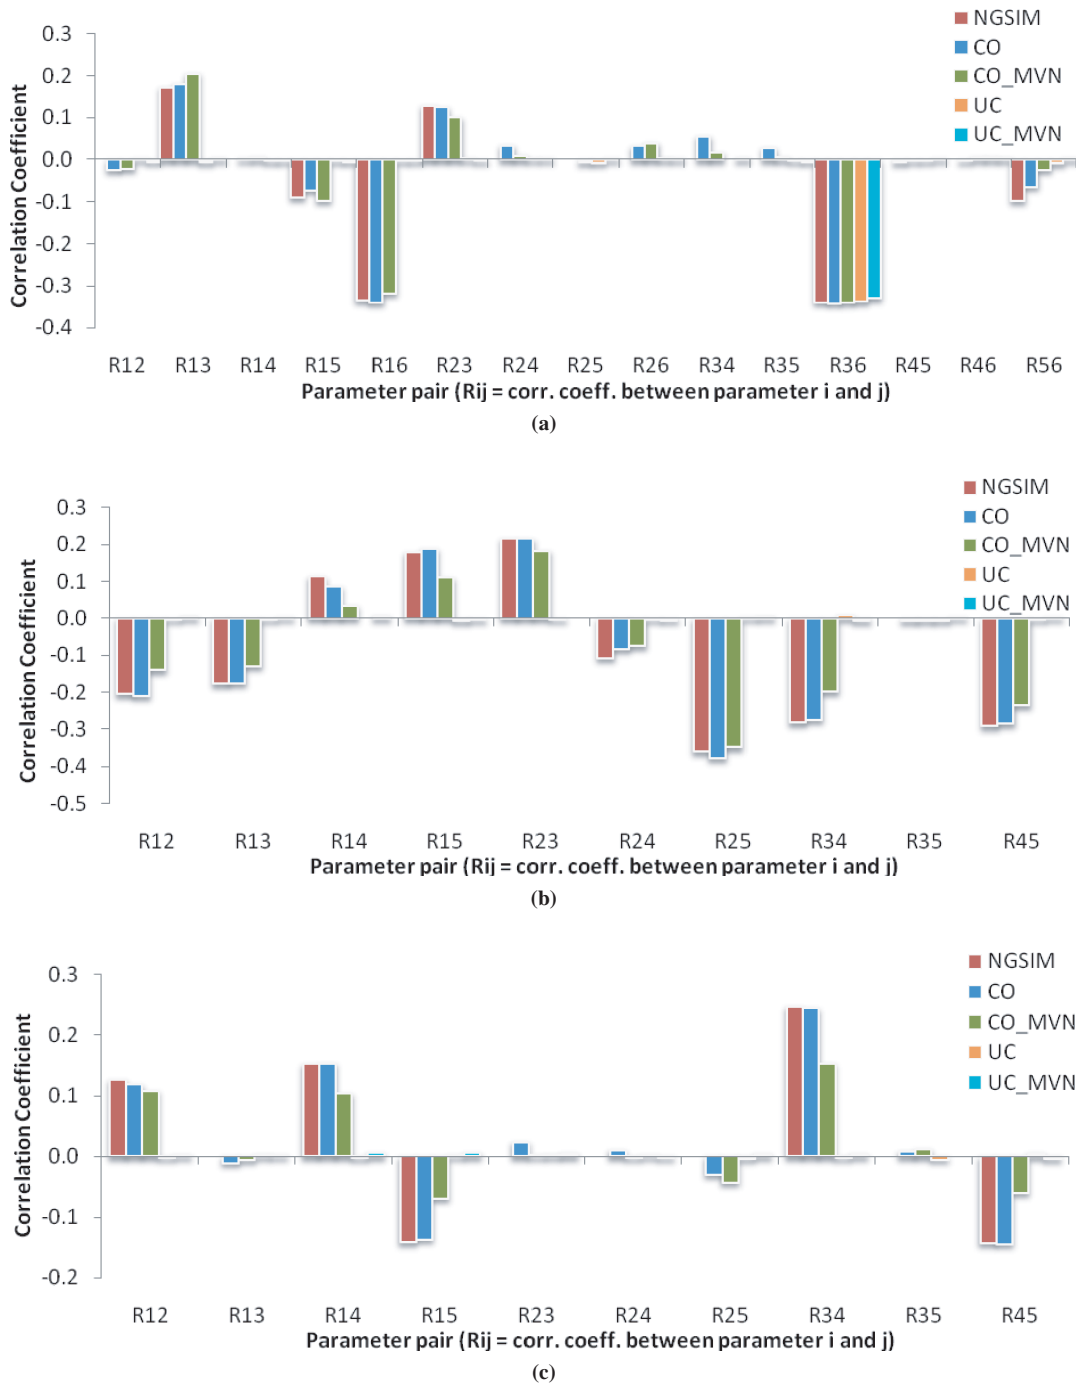 NGSIM
CO
CO_MVN
UC
UC_MVN
0.3
0.2
0.1
0.0
-0.1
-0.2
-0.3
-0.4
Correlation Coefficient
R12 R13 R14 R15 R16 R23 R24 R25 R26 R34 R35 R36 R45 R46 R56
Parameter pair (Rij = corr. coeff. between parameter i and j)
(a)
NGSIM
CO
CO_MVN
UC
UC_MVN
0.3
0.2
0.1
0.0
-0.1
-0.2
-0.3
-0.4
-0.5
Correlation Coefficient
R12 R13 R14 R15 R23 R24 R25 R34 R35 R45
Parameter pair (Rij = corr. coeff. between parameter i and j)
(b)
NGSIM
CO
CO_MVN
UC
UC_MVN
0.3
0.2
0.1
0.0
-0.1
-0.2
Correlation Coefficient
R12 R13 R14 R15 R23 R24 R25 R34 R35 R45
Parameter pair (Rij = corr. coeff. between parameter i and j)
(c)